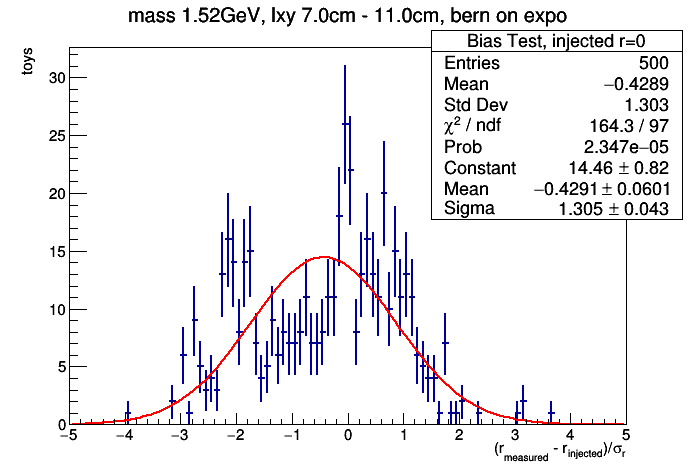 mass 1.52GeV, lxy 7.0cm - 11.0cm, bern on expo
toys
Bias Test, injected r=0
Entries 500
Mean −0.4289
Std Dev 1.303
χ² / ndf 164.3 / 97
Prob 2.347e−05
Constant 14.46 ± 0.82
Mean −0.4291 ± 0.0601
Sigma 1.305 ± 0.043
30
25
20
15
10
5
0
−5 −4 −3 −2 −1 0 1 2 3 4 5
(r_measured - r_injected)/σ_r